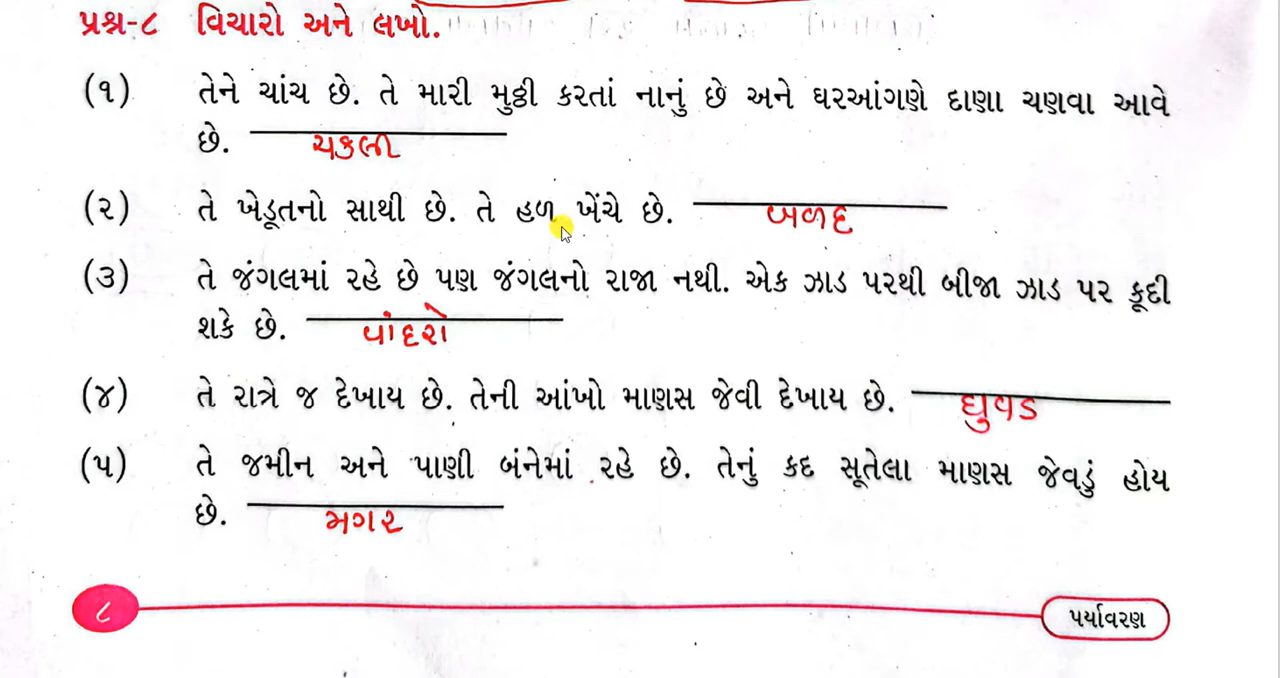 પ્રશ્ન-૮ વિચારો અને લખો.
(૧) તેને ચાંચ છે. તે મારી મુઠ્ઠી કરતાં નાનું છે અને ઘરઆંગણે દાણા ચણવા આવે
છે. ચકલી
(૨) તે ખેડૂતનો સાથી છે. તે હળ ખેંચે છે. બળદ
(૩) તે જંગલમાં રહે છે પણ જંગલનો રાજા નથી. એક ઝાડ પરથી બીજા ઝાડ પર કૂદી
શકે છે. વાંદરો
(૪) તે રાત્રે જ દેખાય છે. તેની આંખો માણસ જેવી દેખાય છે. ઘુવડ
(૫) તે જમીન અને પાણી બંનેમાં રહે છે. તેનું કદ સૂતેલા માણસ જેવડું હોય
છે. મગર
૮ પર્યાવરણ